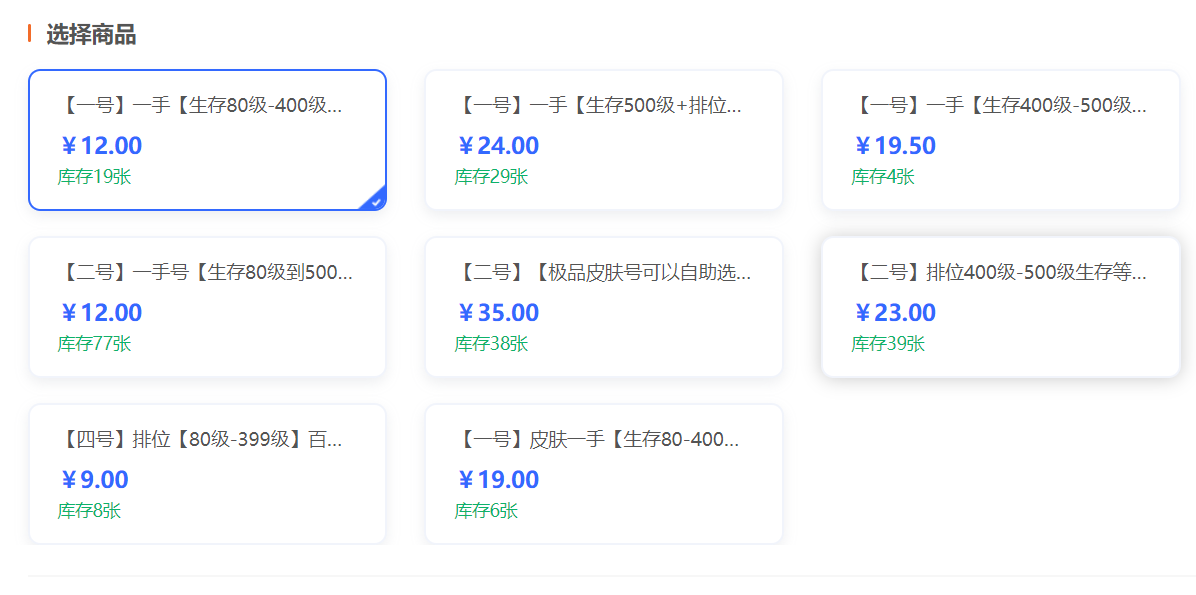 选择商品
【一号】一手【生存80级-400级...
￥12.00
库存19张
【一号】一手【生存500级+排位...
￥24.00
库存29张
【一号】一手【生存400级-500级...
￥19.50
库存4张
【二号】一手号【生存80级到500...
￥12.00
库存77张
【二号】【极品皮肤号可以自助选...
￥35.00
库存38张
【二号】排位400级-500级生存等...
￥23.00
库存39张
【四号】排位【80级-399级】百...
￥9.00
库存8张
【一号】皮肤一手【生存80-400...
￥19.00
库存6张